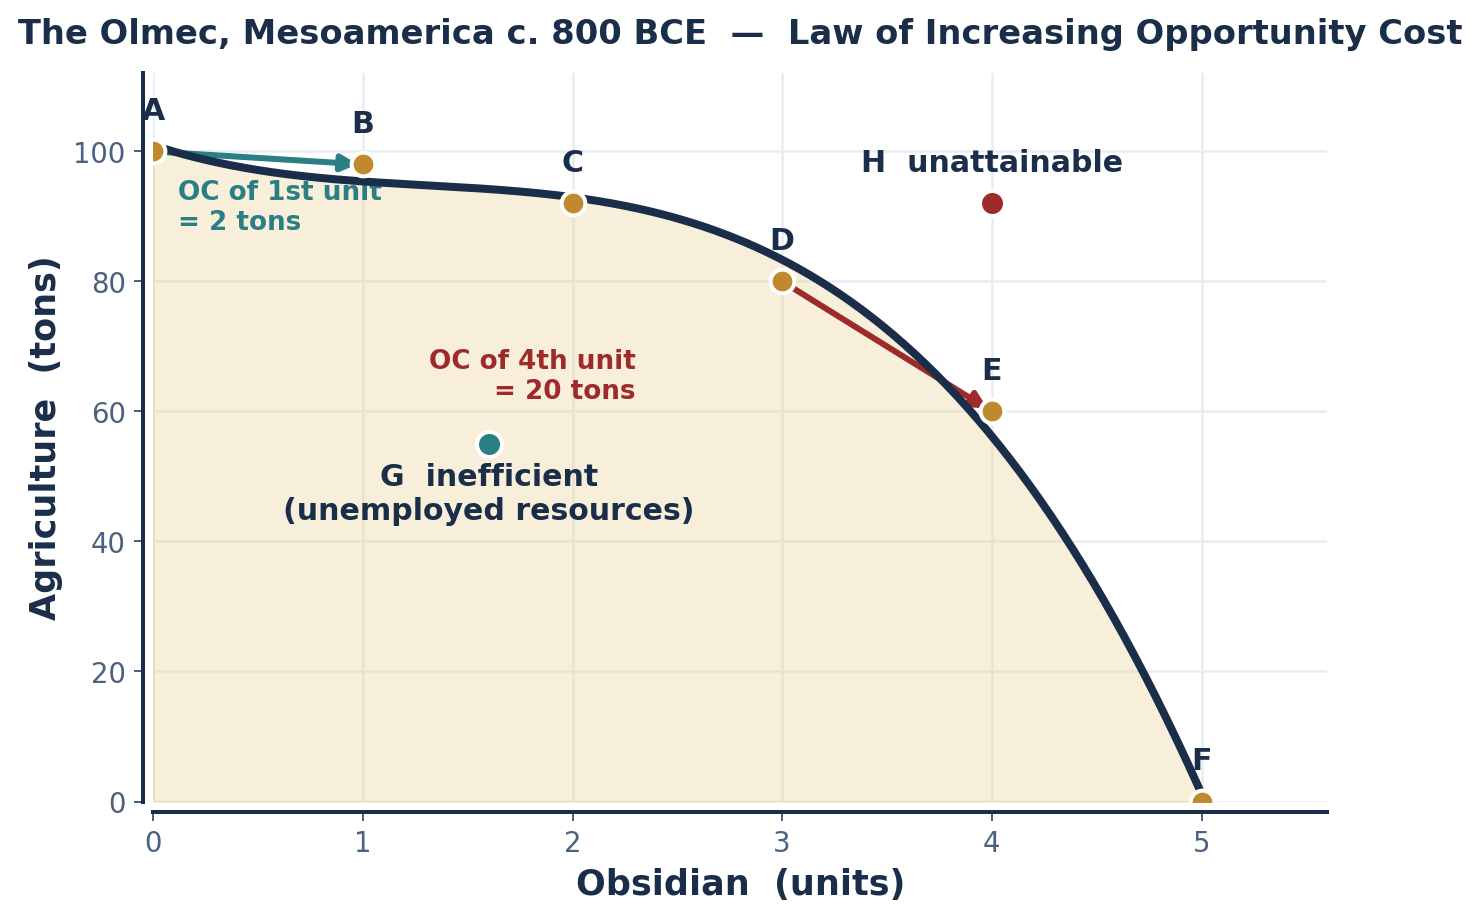 The Olmec, Mesoamerica c. 800 BCE — Law of Increasing Opportunity Cost
A
B
C
H unattainable
100
OC of 1st unit
= 2 tons
D
80
OC of 4th unit
= 20 tons
E
60
G inefficient
(unemployed resources)
40
20
F
0
Agriculture (tons)
0 1 2 3 4 5
Obsidian (units)